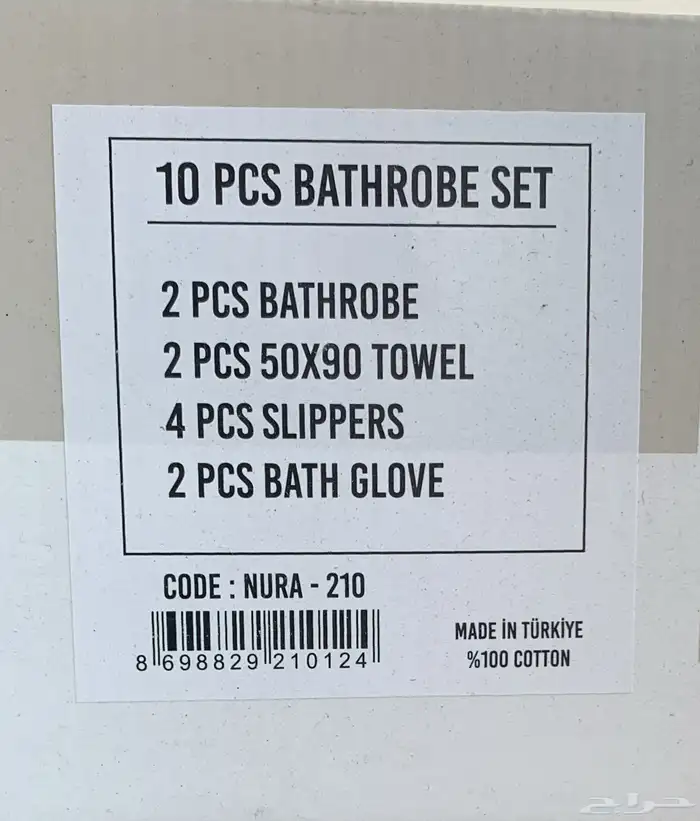 10 PCS BATHROBE SET
2 PCS BATHROBE
2 PCS 50X90 TOWEL
4 PCS SLIPPERS
2 PCS BATH GLOVE
CODE : NURA - 210
8 698829 210124
MADE İN TÜRKİYE
%100 COTTON
حراج